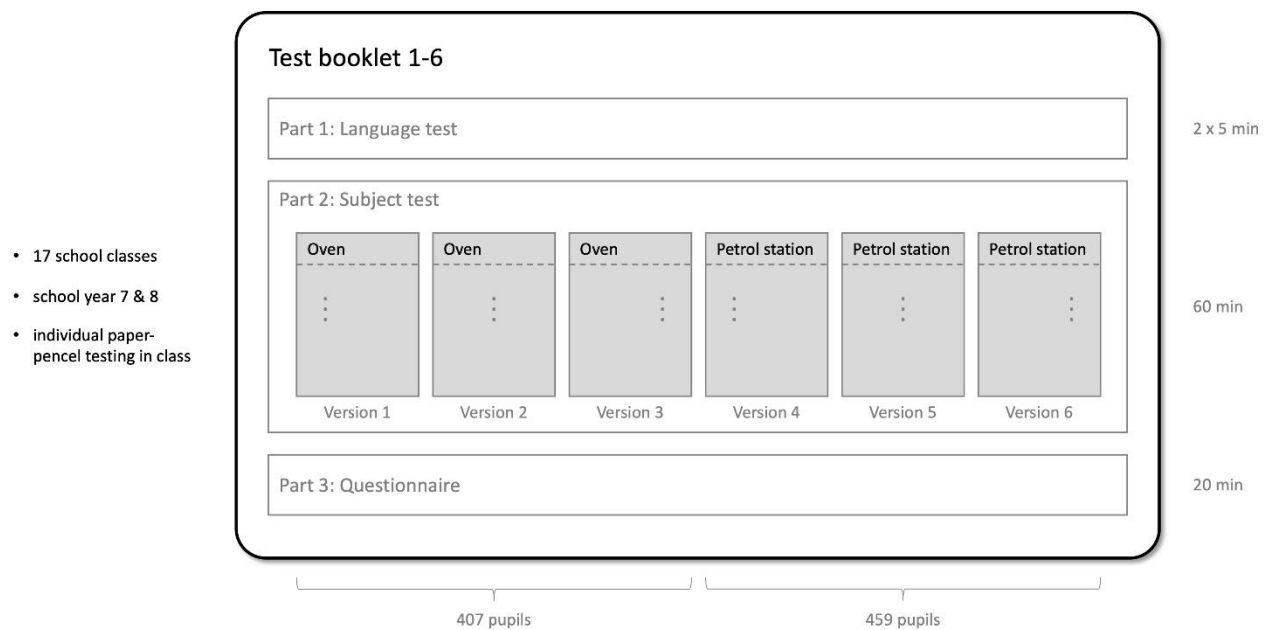 Test booklet 1-6
Part 1: Language test
2 x 5 min
Part 2: Subject test
• 17 school classes
• school year 7 & 8
• individual paper-
pencel testing in class
Oven
Oven
Oven
Petrol station
Petrol station
Petrol station
60 min
Version 1
Version 2
Version 3
Version 4
Version 5
Version 6
Part 3: Questionnaire
20 min
407 pupils
459 pupils